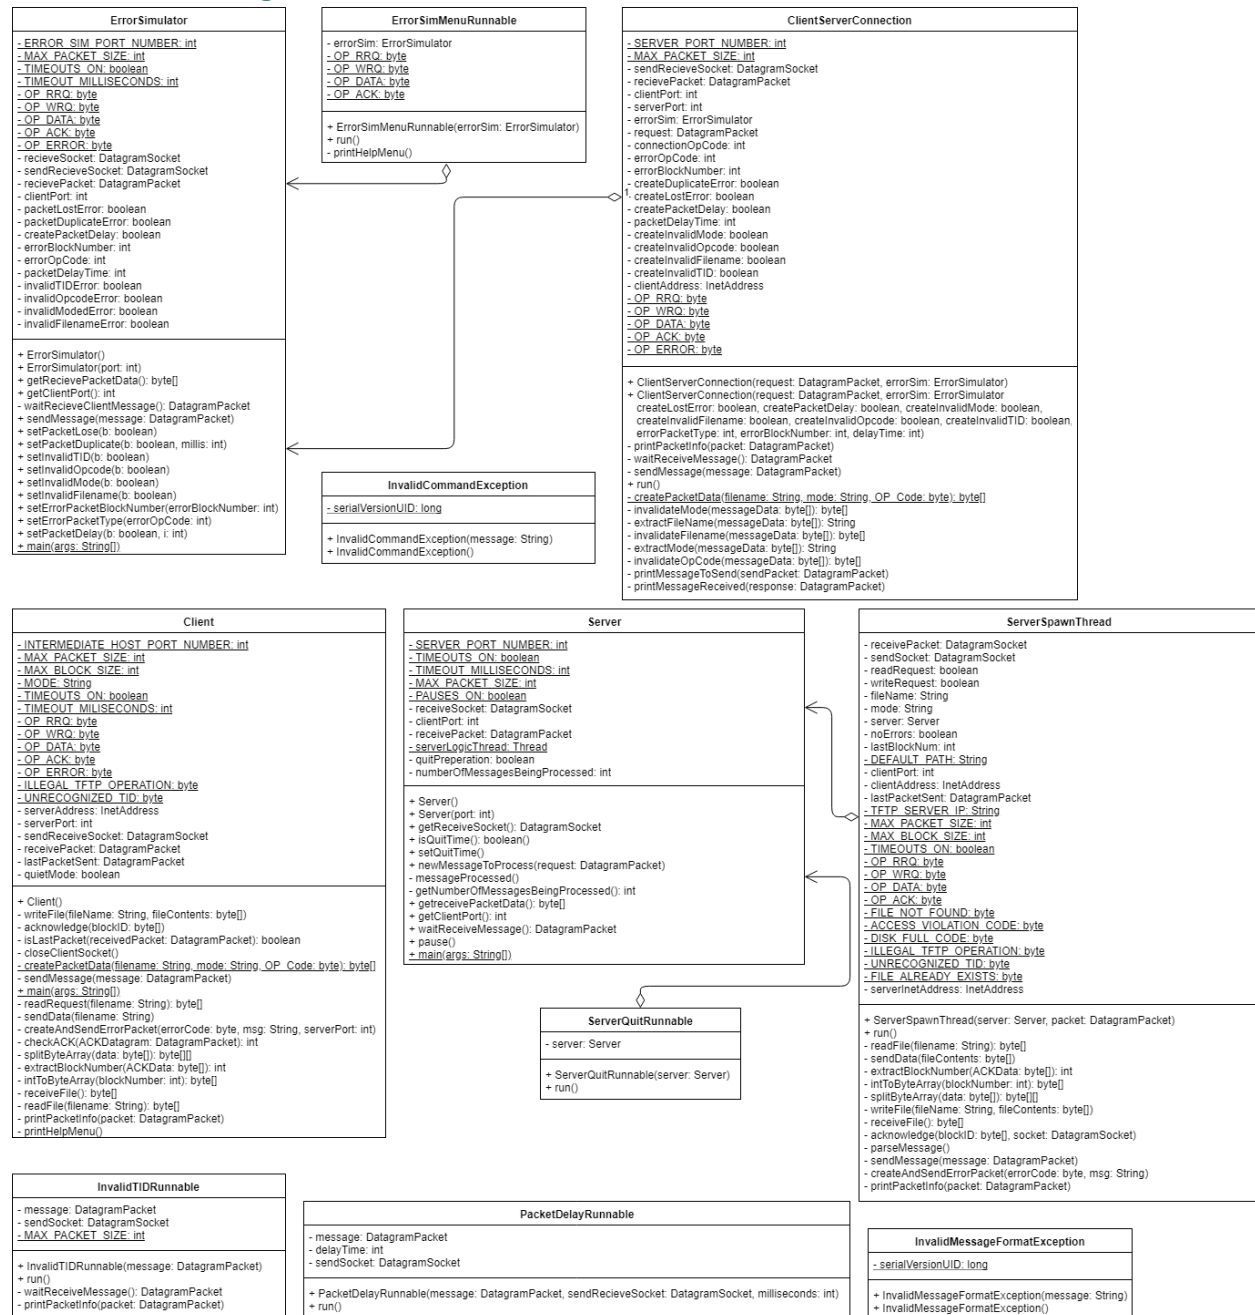 ErrorSimulator
- ERROR_SIM_PORT_NUMBER: int
- MAX_PACKET_SIZE: int
- TIMEOUTS_ON: boolean
- TIMEOUT_MILLISECONDS: int
- OP_RRQ: byte
- OP_WRQ: byte
- OP_DATA: byte
- OP_ACK: byte
- OP_ERROR: byte
- recieveSocket: DatagramSocket
- sendRecieveSocket: DatagramSocket
- recievePacket: DatagramPacket
- clientPort: int
- packetLostError: boolean
- packetDuplicateError: boolean
- createPacketDelay: boolean
- errorBlockNumber: int
- errorOpCode: int
- packetDelayTime: int
- invalidTIDError: boolean
- invalidOpcodeError: boolean
- invalidModedError: boolean
- invalidFilenameError: boolean
+ ErrorSimulator()
+ ErrorSimulator(port: int)
+ getRecievePacketData(): byte[]
+ getClientPort(): int
- waitRecieveClientMessage(): DatagramPacket
+ sendMessage(message: DatagramPacket)
+ setPacketLose(b: boolean)
+ setPacketDuplicate(b: boolean, millis: int)
+ setInvalidTID(b: boolean)
+ setInvalidOpcode(b: boolean)
+ setInvalidMode(b: boolean)
+ setInvalidFilename(b: boolean)
+ setErrorPacketBlockNumber(errorBlockNumber: int)
+ setErrorPacketType(errorOpCode: int)
+ setPacketDelay(b: boolean, i: int)
+ main(args: String[])
ErrorSimMenuRunnable
- errorSim: ErrorSimulator
- OP_RRQ: byte
- OP_WRQ: byte
- OP_DATA: byte
- OP_ACK: byte
+ ErrorSimMenuRunnable(errorSim: ErrorSimulator)
+ run()
- printHelpMenu()
ClientServerConnection
- SERVER_PORT_NUMBER: int
- MAX_PACKET_SIZE: int
- sendRecieveSocket: DatagramSocket
- recievePacket: DatagramPacket
- clientPort: int
- serverPort: int
- errorSim: ErrorSimulator
- request: DatagramPacket
- connectionOpCode: int
- errorOpCode: int
- errorBlockNumber: int
- createDuplicateError: boolean
1
- createLostError: boolean
- createPacketDelay: boolean
- packetDelayTime: int
- createInvalidMode: boolean
- createInvalidOpcode: boolean
- createInvalidFilename: boolean
- createInvalidTID: boolean
- clientAddress: InetAddress
- OP_RRQ: byte
- OP_WRQ: byte
- OP_DATA: byte
- OP_ACK: byte
- OP_ERROR: byte
+ ClientServerConnection(request: DatagramPacket, errorSim: ErrorSimulator)
+ ClientServerConnection(request: DatagramPacket, errorSim: ErrorSimulator
createLostError: boolean, createPacketDelay: boolean, createInvalidMode: boolean,
createInvalidFilename: boolean, createInvalidOpcode: boolean, createInvalidTID: boolean,
errorPacketType: int, errorBlockNumber: int, delayTime: int)
- printPacketInfo(packet: DatagramPacket)
- waitReceiveMessage(): DatagramPacket
- sendMessage(message: DatagramPacket)
+ run()
- createPacketData(filename: String, mode: String, OP_Code: byte): byte[]
- invalidateMode(messageData: byte[]): byte[]
- extractFileName(messageData: byte[]): String
- invalidateFilename(messageData: byte[]): byte[]
- extractMode(messageData: byte[]): String
- invalidateOpCode(messageData: byte[]): byte[]
- printMessageToSend(sendPacket: DatagramPacket)
- printMessageReceived(response: DatagramPacket)
InvalidCommandException
- serialVersionUID: long
+ InvalidCommandException(message: String)
+ InvalidCommandException()
Client
- INTERMEDIATE_HOST_PORT_NUMBER: int
- MAX_PACKET_SIZE: int
- MAX_BLOCK_SIZE: int
- MODE: String
- TIMEOUTS_ON: boolean
- TIMEOUT_MILISECONDS: int
- OP_RRQ: byte
- OP_WRQ: byte
- OP_DATA: byte
- OP_ACK: byte
- OP_ERROR: byte
- ILLEGAL_TFTP_OPERATION: byte
- UNRECOGNIZED_TID: byte
- serverAddress: InetAddress
- serverPort: int
- sendReceiveSocket: DatagramSocket
- receivePacket: DatagramPacket
- lastPacketSent: DatagramPacket
- quietMode: boolean
+ Client()
- writeFile(fileName: String, fileContents: byte[])
- acknowledge(blockID: byte[])
- isLastPacket(receivedPacket: DatagramPacket): boolean
- closeClientSocket()
- createPacketData(filename: String, mode: String, OP_Code: byte): byte[]
- sendMessage(message: DatagramPacket)
+ main(args: String[])
- readRequest(filename: String): byte[]
- sendData(filename: String)
- createAndSendErrorPacket(errorCode: byte, msg: String, serverPort: int)
- checkACK(ACKDatagram: DatagramPacket): int
- splitByteArray(data: byte[]): byte[][]
- extractBlockNumber(ACKData: byte[]): int
- intToByteArray(blockNumber: int): byte[]
- receiveFile(): byte[]
- readFile(filename: String): byte[]
- printPacketInfo(packet: DatagramPacket)
- printHelpMenu()
Server
- SERVER_PORT_NUMBER: int
- TIMEOUTS_ON: boolean
- TIMEOUT_MILLISECONDS: int
- MAX_PACKET_SIZE: int
- PAUSES_ON: boolean
- receiveSocket: DatagramSocket
- clientPort: int
- receivePacket: DatagramPacket
- serverLogicThread: Thread
- quitPreperation: boolean
- numberOfMessagesBeingProcessed: int
+ Server()
+ Server(port: int)
+ getReceiveSocket(): DatagramSocket
+ isQuitTime(): boolean()
+ setQuitTime()
+ newMessageToProcess(request: DatagramPacket)
- messageProcessed()
- getNumberOfMessagesBeingProcessed(): int
+ getreceivePacketData(): byte[]
+ getClientPort(): int
+ waitReceiveMessage(): DatagramPacket
+ pause()
+ main(args: String[])
ServerSpawnThread
- receivePacket: DatagramSocket
- sendSocket: DatagramSocket
- readRequest: boolean
- writeRequest: boolean
- fileName: String
- mode: String
- server: Server
- noErrors: boolean
- lastBlockNum: int
- DEFAULT_PATH: String
- clientPort: int
- clientAddress: InetAddress
- lastPacketSent: DatagramPacket
- TFTP_SERVER_IP: String
- MAX_PACKET_SIZE: int
- MAX_BLOCK_SIZE: int
- TIMEOUTS_ON: boolean
- OP_RRQ: byte
- OP_WRQ: byte
- OP_DATA: byte
- OP_ACK: byte
- FILE_NOT_FOUND: byte
- ACCESS_VIOLATION_CODE: byte
- DISK_FULL_CODE: byte
- ILLEGAL_TFTP_OPERATION: byte
- UNRECOGNIZED_TID: byte
- FILE_ALREADY_EXISTS: byte
- serverInetAddress: InetAddress
+ ServerSpawnThread(server: Server, packet: DatagramPacket)
+ run()
- readFile(filename: String): byte[]
- sendData(fileContents: byte[])
- extractBlockNumber(ACKData: byte[]): int
- intToByteArray(blockNumber: int): byte[]
- splitByteArray(data: byte[]): byte[][]
- writeFile(fileName: String, fileContents: byte[])
- receiveFile(): byte[]
- acknowledge(blockID: byte[], socket: DatagramSocket)
- parseMessage()
- sendMessage(message: DatagramPacket)
- createAndSendErrorPacket(errorCode: byte, msg: String)
- printPacketInfo(packet: DatagramPacket)
ServerQuitRunnable
- server: Server
+ ServerQuitRunnable(server: Server)
+ run()
InvalidTIDRunnable
- message: DatagramPacket
- sendSocket: DatagramSocket
- MAX_PACKET_SIZE: int
+ InvalidTIDRunnable(message: DatagramPacket)
+ run()
- waitReceiveMessage(): DatagramPacket
- printPacketInfo(packet: DatagramPacket)
PacketDelayRunnable
- message: DatagramPacket
- delayTime: int
- sendSocket: DatagramSocket
+ PacketDelayRunnable(message: DatagramPacket, sendRecieveSocket: DatagramSocket, milliseconds: int)
+ run()
InvalidMessageFormatException
- serialVersionUID: long
+ InvalidMessageFormatException(message: String)
+ InvalidMessageFormatException()